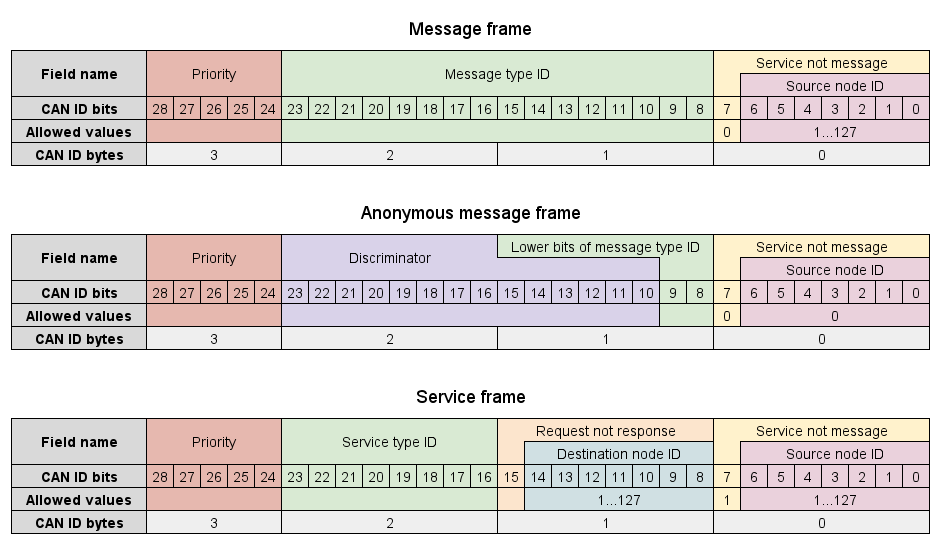 Message frame
Field name Priority Message type ID Service not message
Source node ID
CAN ID bits 28 27 26 25 24 23 22 21 20 19 18 17 16 15 14 13 12 11 10 9 8 7 6 5 4 3 2 1 0
Allowed values 0 1...127
CAN ID bytes 3 2 1 0
Anonymous message frame
Field name Priority Discriminator Lower bits of message type ID Service not message
Source node ID
CAN ID bits 28 27 26 25 24 23 22 21 20 19 18 17 16 15 14 13 12 11 10 9 8 7 6 5 4 3 2 1 0
Allowed values 0 0
CAN ID bytes 3 2 1 0
Service frame
Field name Priority Service type ID Request not response Service not message
Destination node ID Source node ID
CAN ID bits 28 27 26 25 24 23 22 21 20 19 18 17 16 15 14 13 12 11 10 9 8 7 6 5 4 3 2 1 0
Allowed values 1...127 1 1...127
CAN ID bytes 3 2 1 0